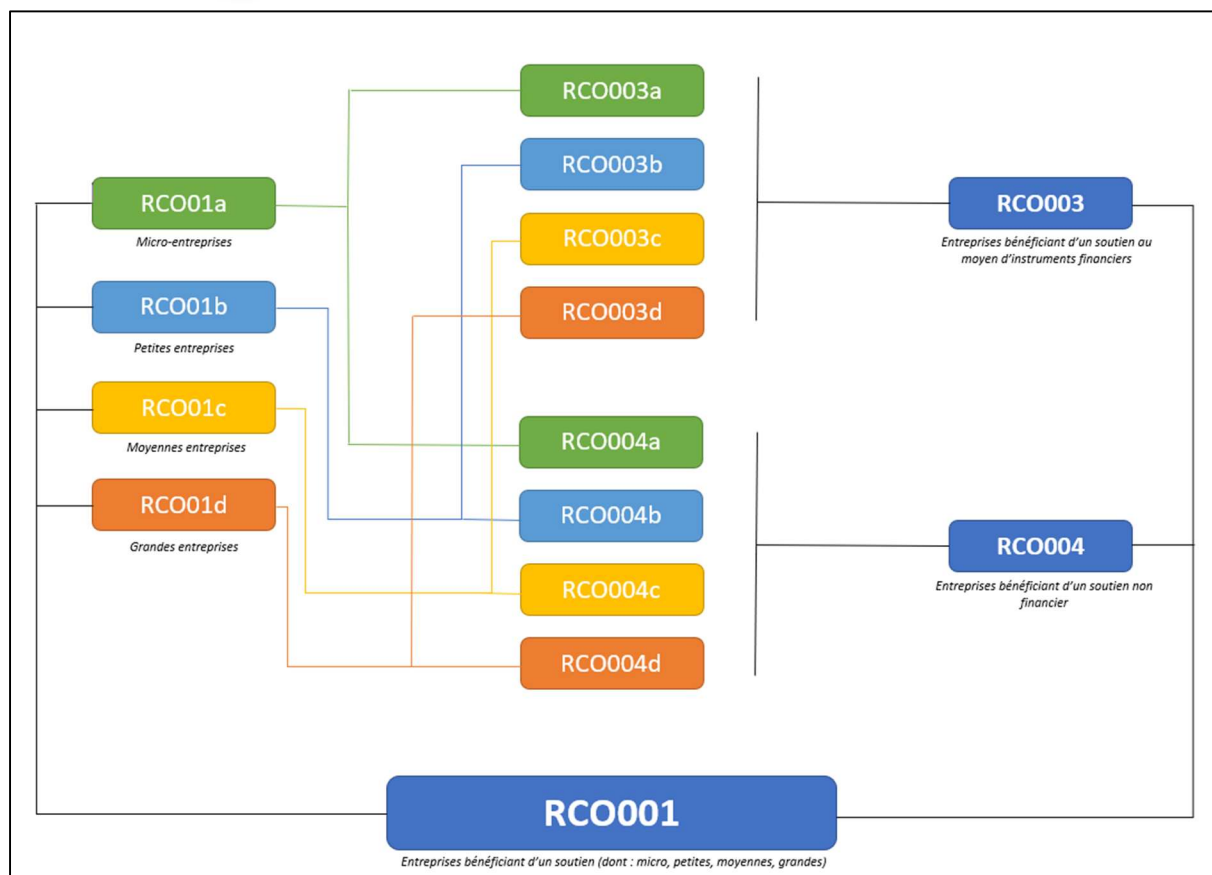 RCO003a
RCO003b
RCO01a
RCO003
Micro-entreprises
RCO003c
Entreprises bénéficiant d'un soutien au
moyen d'instruments financiers
RCO01b
RCO003d
Petites entreprises
RCO01c
RCO004a
Moyennes entreprises
RCO01d
RCO004b
Grandes entreprises
RCO004
RCO004c
Entreprises bénéficiant d'un soutien non
financier
RCO004d
RCO001
Entreprises bénéficiant d'un soutien (dont : micro, petites, moyennes, grandes)